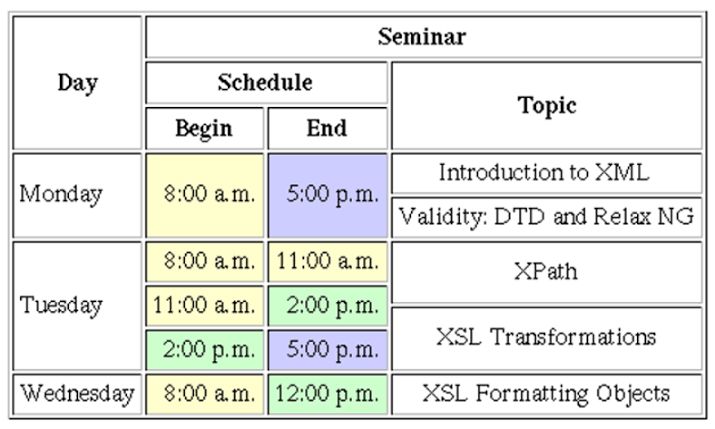 Seminar
Day
Schedule
Topic
Begin
End
Monday
8:00 a.m.
5:00 p.m.
Introduction to XML
Validity: DTD and Relax NG
Tuesday
8:00 a.m.
11:00 a.m.
XPath
11:00 a.m.
2:00 p.m.
XSL Transformations
2:00 p.m.
5:00 p.m.
Wednesday
8:00 a.m.
12:00 p.m.
XSL Formatting Objects